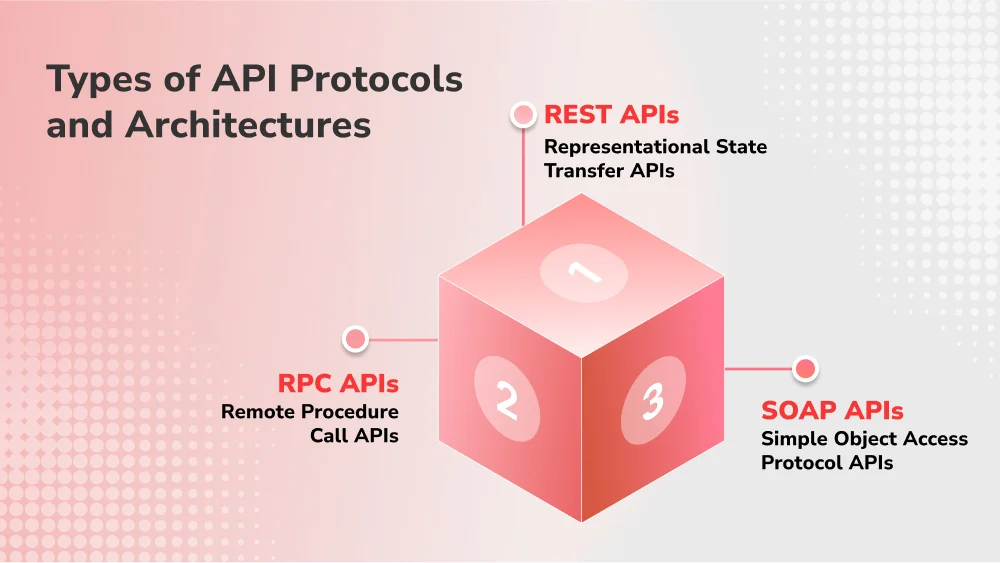 Types of API Protocols
and Architectures
REST APIs
Representational State
Transfer APIs
1
RPC APIs
Remote Procedure
Call APIs
2
3
SOAP APIs
Simple Object Access
Protocol APIs